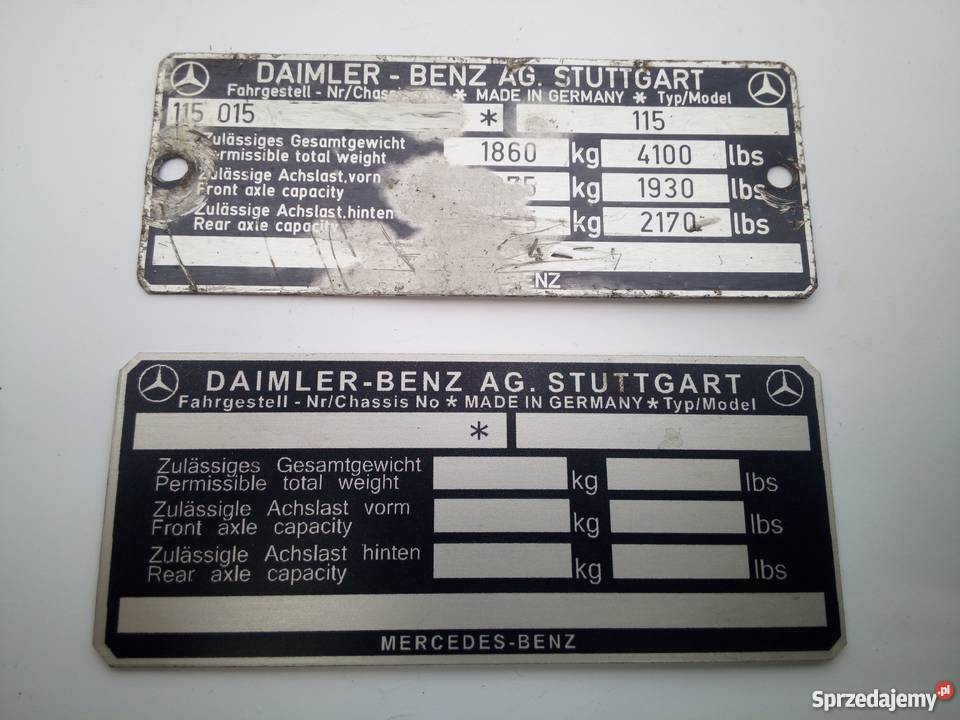 DAIMLER - BENZ AG. STUTTGART
Fahrgestell - Nr/Chassis * MADE IN GERMANY * Typ/Model
115 015 * 115
Zulässiges Gesamtgewicht
Permissible total weight 1860 kg 4100 lbs
Zulässige Achslast, vorn
Front axle capacity kg 1930 lbs
Zulässige Achslast, hinten
Rear axle capacity kg 2170 lbs
DAIMLER-BENZ AG. STUTTGART
Fahrgestell - Nr/Chassis No * MADE IN GERMANY * Typ/Model
*
Zulässiges Gesamtgewicht
Permissible total weight kg lbs
Zulässigle Achslast vorm
Front axle capacity kg lbs
Zulässigle Achslast hinten
Rear axle capacity kg lbs
MERCEDES-BENZ
Sprzedajemy.pl